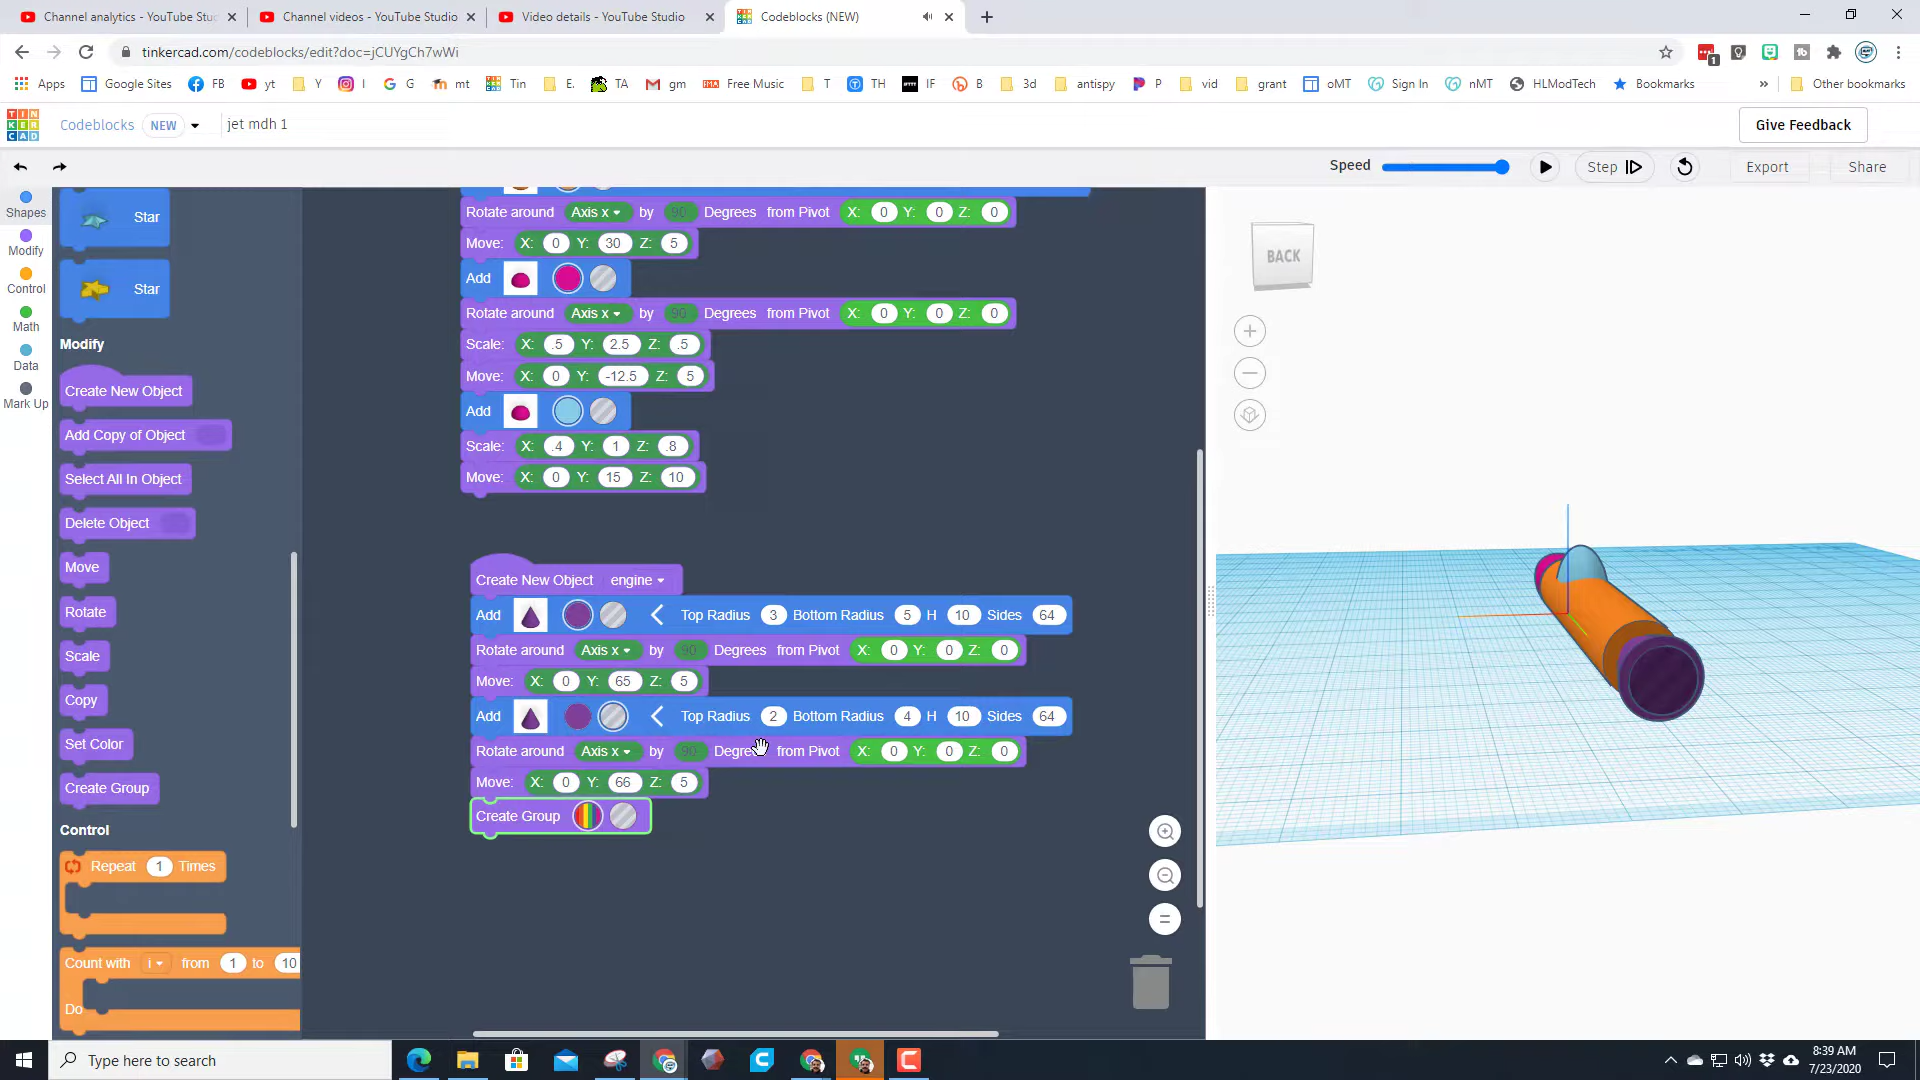 Channel analytics - YouTube Stu
Channel videos - YouTube Studio
Video details - YouTube Studio
Codeblocks (NEW)
tinkercad.com/codeblocks/edit?doc=jCUYgCh7wWi
Apps
Google Sites
FB
yt
Y
I
G
mt
Tin
E.
TA
gm
Free Music
T
TH
IF
B
3d
antispy
P
vid
grant
oMT
Sign In
nMT
HLModTech
Bookmarks
»
Other bookmarks
TIN
KER
CAD
Codeblocks
NEW
jet mdh 1
Give Feedback
Speed
Step
Export
Share
Shapes
Modify
Control
Math
Data
Mark Up
Star
Star
Modify
Create New Object
Add Copy of Object
Select All In Object
Delete Object
Move
Rotate
Scale
Copy
Set Color
Create Group
Control
Repeat 1 Times
Count with i from 1 to 10
Do
Rotate around Axis x by 90 Degrees from Pivot X: 0 Y: 0 Z: 0
Move: X: 0 Y: 30 Z: 5
Add
Rotate around Axis x by 90 Degrees from Pivot X: 0 Y: 0 Z: 0
Scale: X: .5 Y: 2.5 Z: .5
Move: X: 0 Y: -12.5 Z: 5
Add
Scale: X: .4 Y: 1 Z: .8
Move: X: 0 Y: 15 Z: 10
Create New Object engine
Add Top Radius 3 Bottom Radius 5 H 10 Sides 64
Rotate around Axis x by 90 Degrees from Pivot X: 0 Y: 0 Z: 0
Move: X: 0 Y: 65 Z: 5
Add Top Radius 2 Bottom Radius 4 H 10 Sides 64
Rotate around Axis x by 90 Degrees from Pivot X: 0 Y: 0 Z: 0
Move: X: 0 Y: 66 Z: 5
Create Group
BACK
Type here to search
8:39 AM
7/23/2020